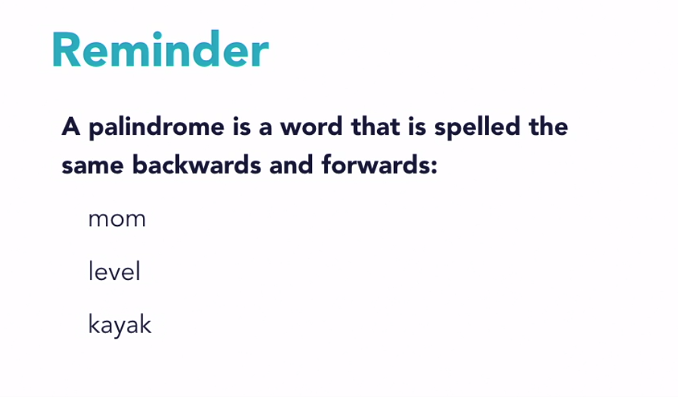 Reminder
A palindrome is a word that is spelled the
same backwards and forwards:
mom
level
kayak